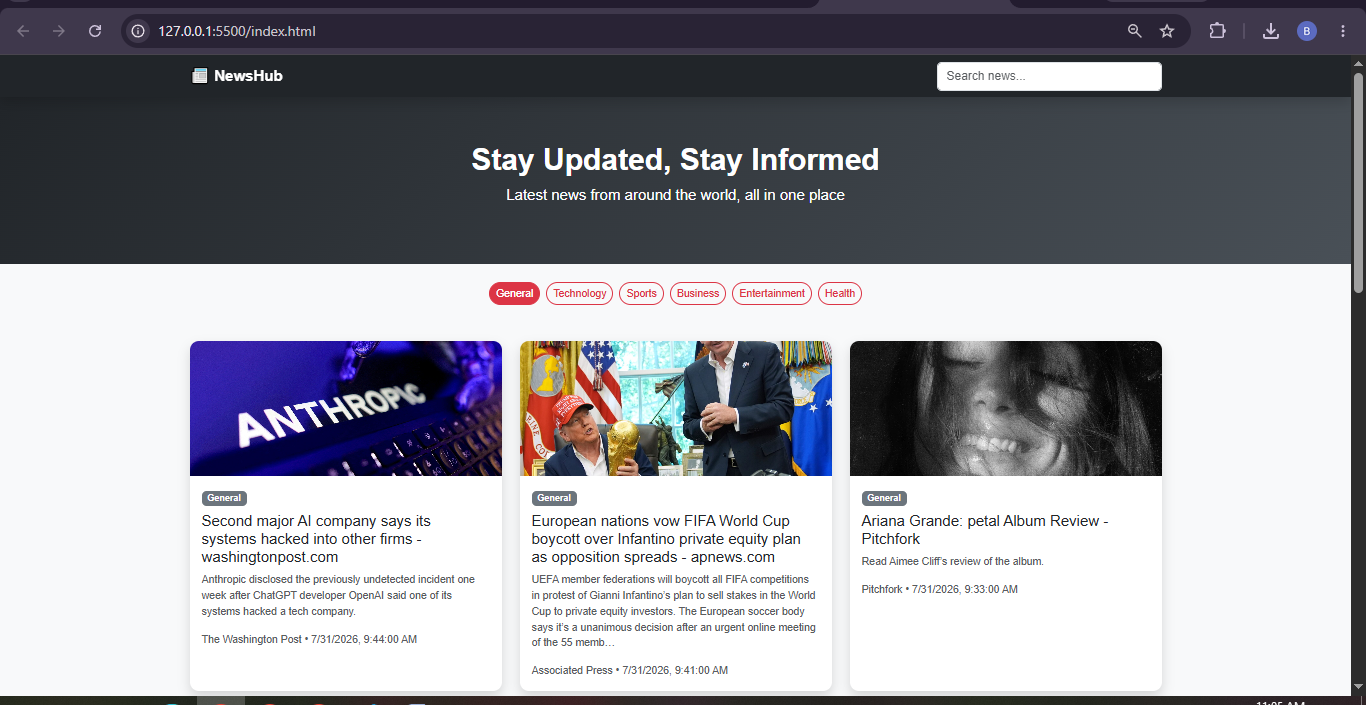 127.0.0.1:5500/index.html
B
NewsHub
Search news...
Stay Updated, Stay Informed
Latest news from around the world, all in one place
General
Technology
Sports
Business
Entertainment
Health
ANTHROPIC
General
Second major AI company says its
systems hacked into other firms -
washingtonpost.com
Anthropic disclosed the previously undetected incident one
week after ChatGPT developer OpenAI said one of its
systems hacked a tech company.
The Washington Post • 7/31/2026, 9:44:00 AM
General
European nations vow FIFA World Cup
boycott over Infantino private equity plan
as opposition spreads - apnews.com
UEFA member federations will boycott all FIFA competitions
in protest of Gianni Infantino's plan to sell stakes in the World
Cup to private equity investors. The European soccer body
says it's a unanimous decision after an urgent online meeting
of the 55 memb…
Associated Press • 7/31/2026, 9:41:00 AM
General
Ariana Grande: petal Album Review -
Pitchfork
Read Aimee Cliff's review of the album.
Pitchfork • 7/31/2026, 9:33:00 AM